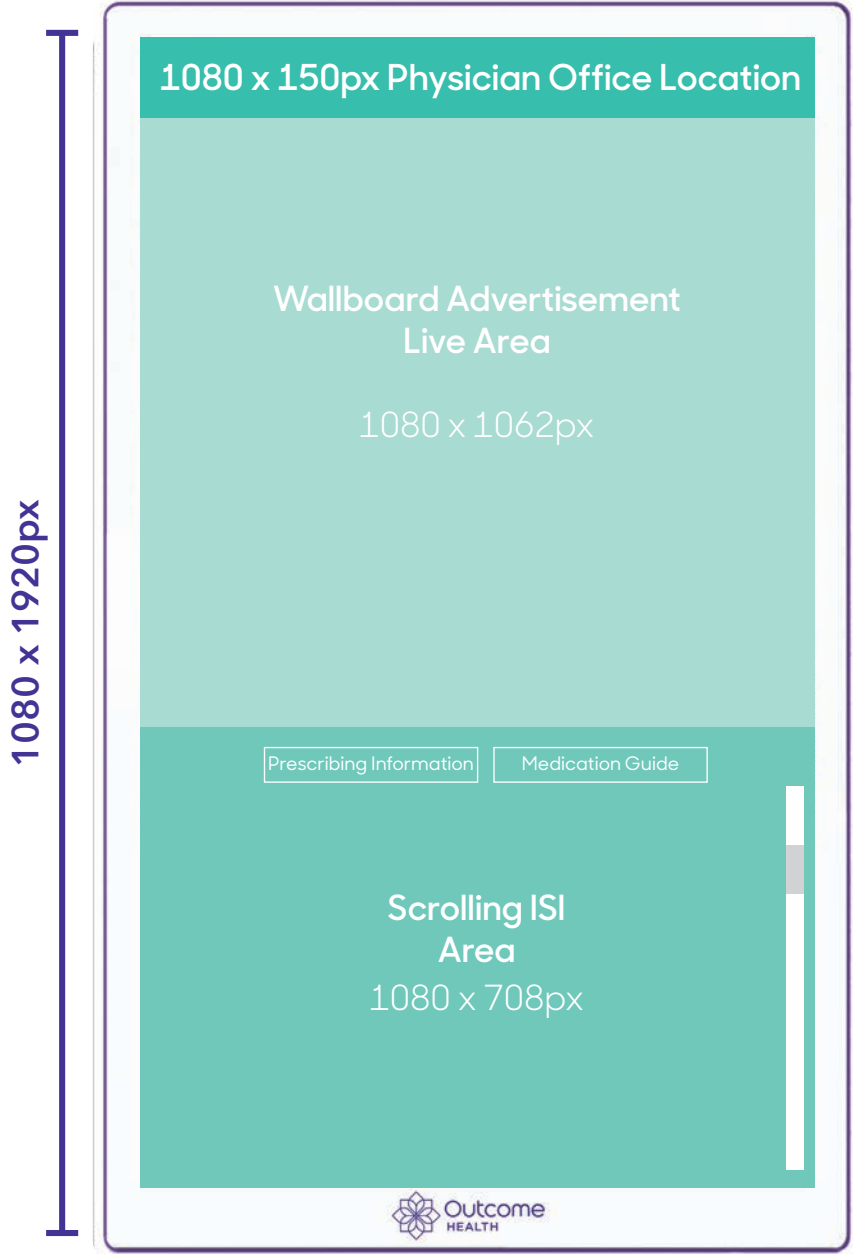 1080 x 150px Physician Office Location
Wallboard Advertisement
Live Area
1080 x 1062px
1080 x 1920px
Prescribing Information
Medication Guide
Scrolling ISI
Area
1080 x 708px
Outcome
HEALTH